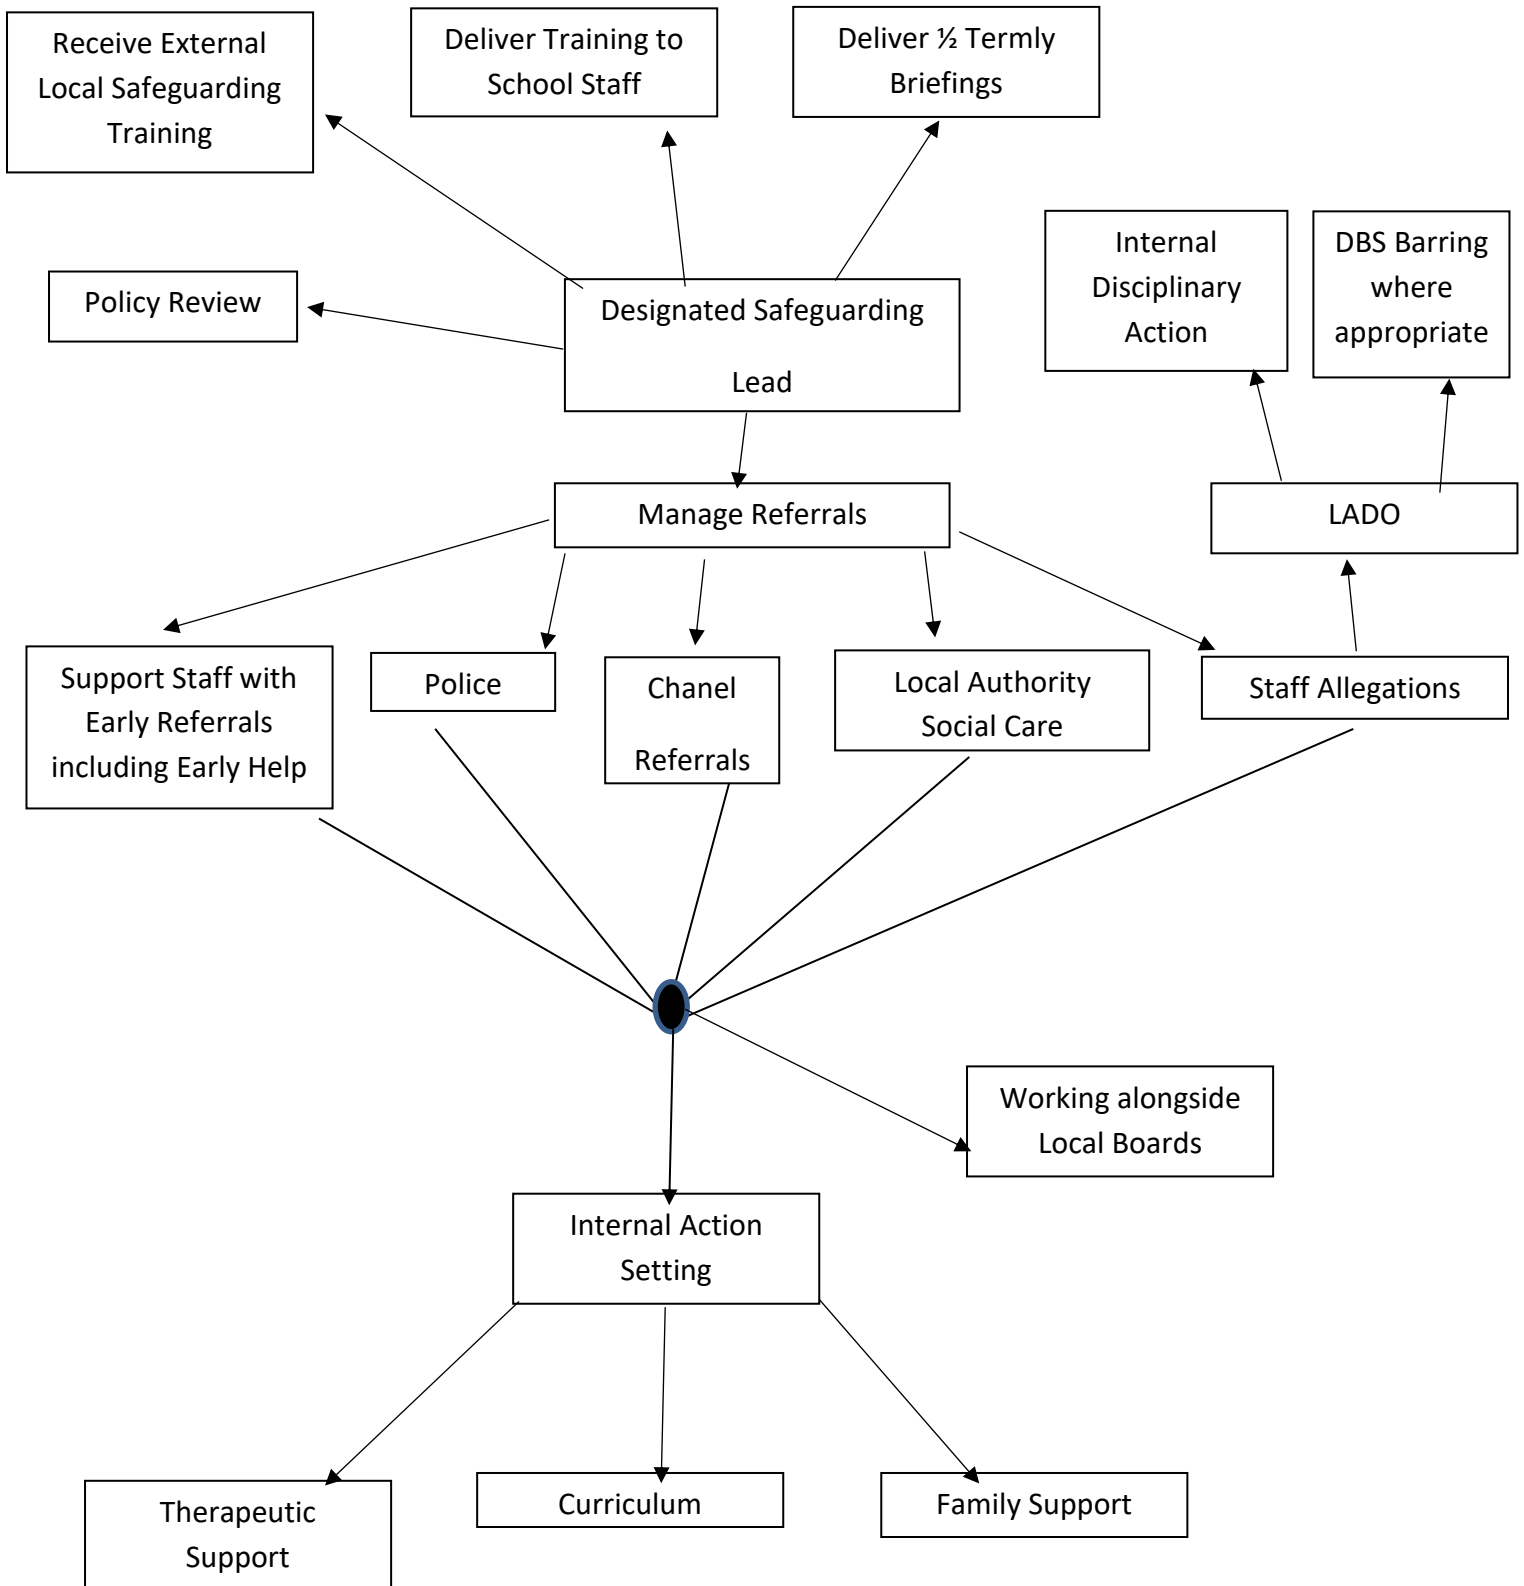 Receive External
Local Safeguarding
Training
Deliver Training to
School Staff
Deliver ½ Termly
Briefings
Internal
Disciplinary
Action
DBS Barring
where
appropriate
Policy Review
Designated Safeguarding
Lead
Manage Referrals
LADO
Support Staff with
Early Referrals
including Early Help
Police
Chanel
Referrals
Local Authority
Social Care
Staff Allegations
Working alongside
Local Boards
Internal Action
Setting
Therapeutic
Support
Curriculum
Family Support